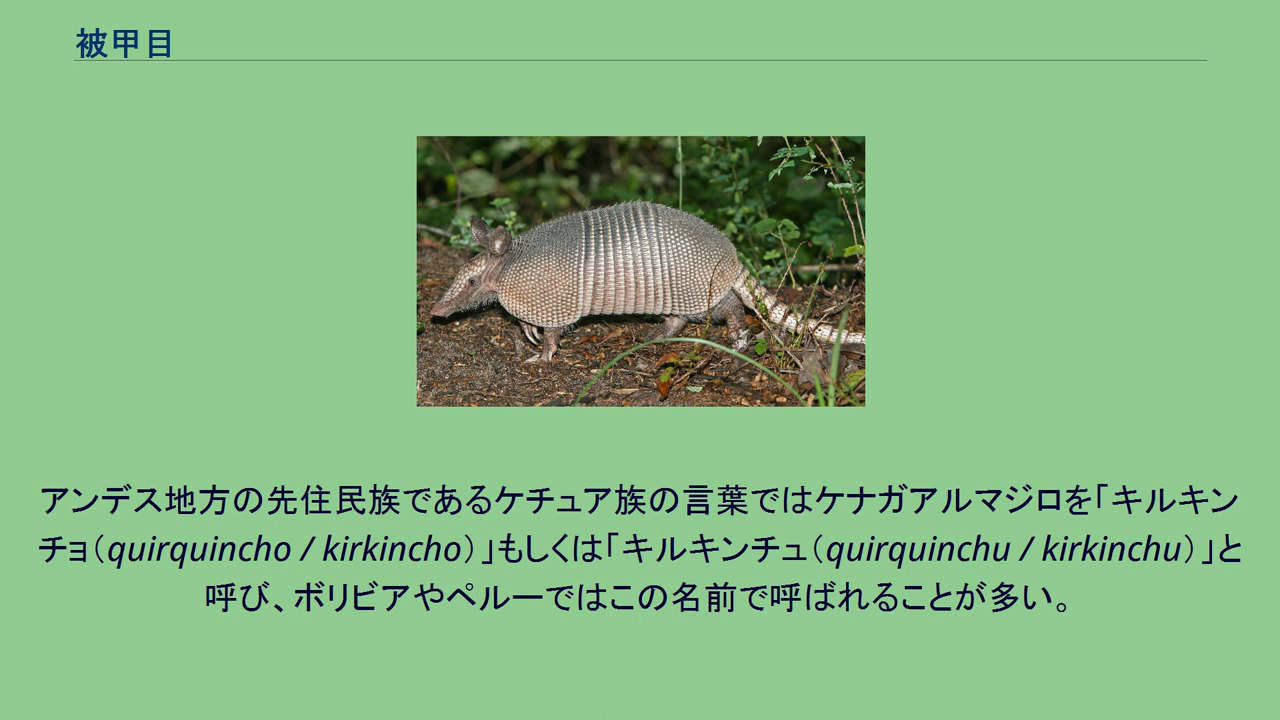 被甲目
アンデス地方の先住民族であるケチュア族の言葉ではケナガアルマジロを「キルキン
チョ（quirquincho / kirkincho）」もしくは「キルキンチュ（quirquinchu / kirkinchu）」と
呼び、ボリビアやペルーではこの名前で呼ばれることが多い。